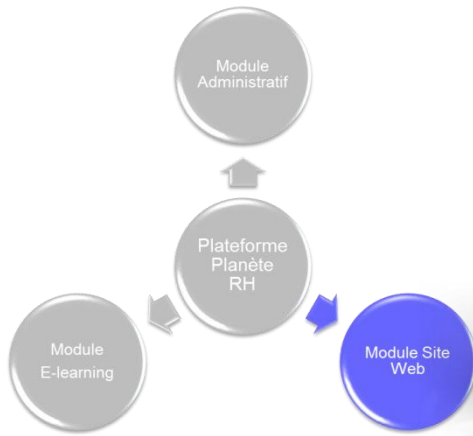 Module
Administratif
Plateforme
Planète
RH
Module
E-learning
Module Site
Web